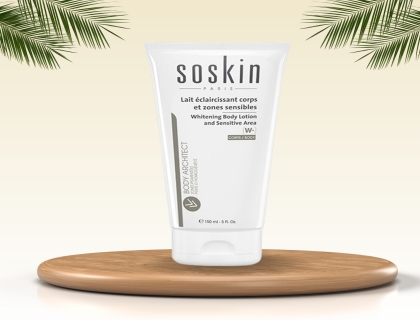 soskin
PARIS
Lait éclaircissant corps
et zones sensibles
Whitening Body Lotion
and Sensitive Area
W-
CORPS / BODY
BODY ARCHITECT
℮ 150 ml - 5 Fl. Oz.